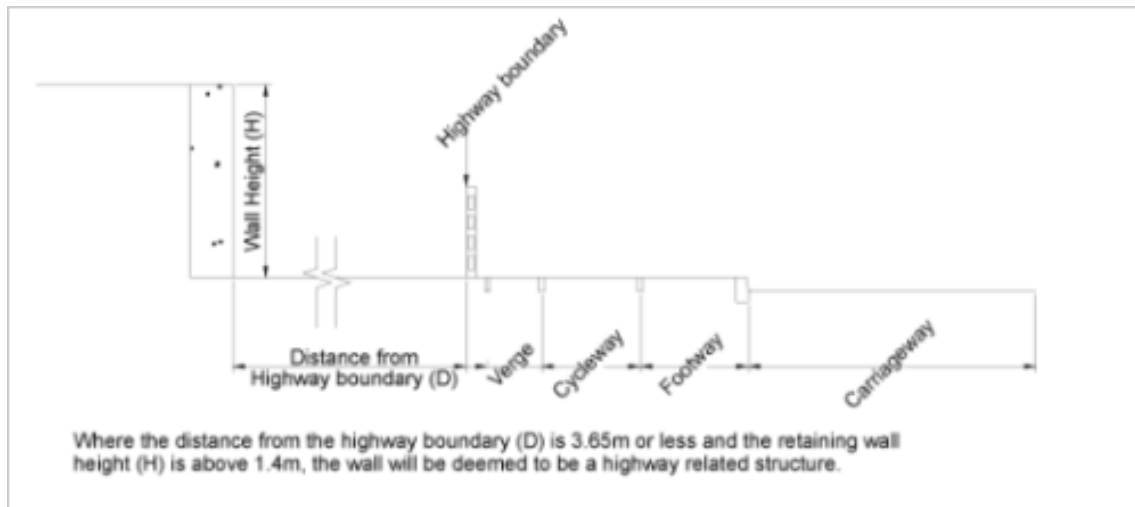 Highway boundary
Wall Height (H)
Distance from
Highway boundary (D)
Verge
Cycleway
Footway
Carriageway
Where the distance from the highway boundary (D) is 3.65m or less and the retaining wall
height (H) is above 1.4m, the wall will be deemed to be a highway related structure.